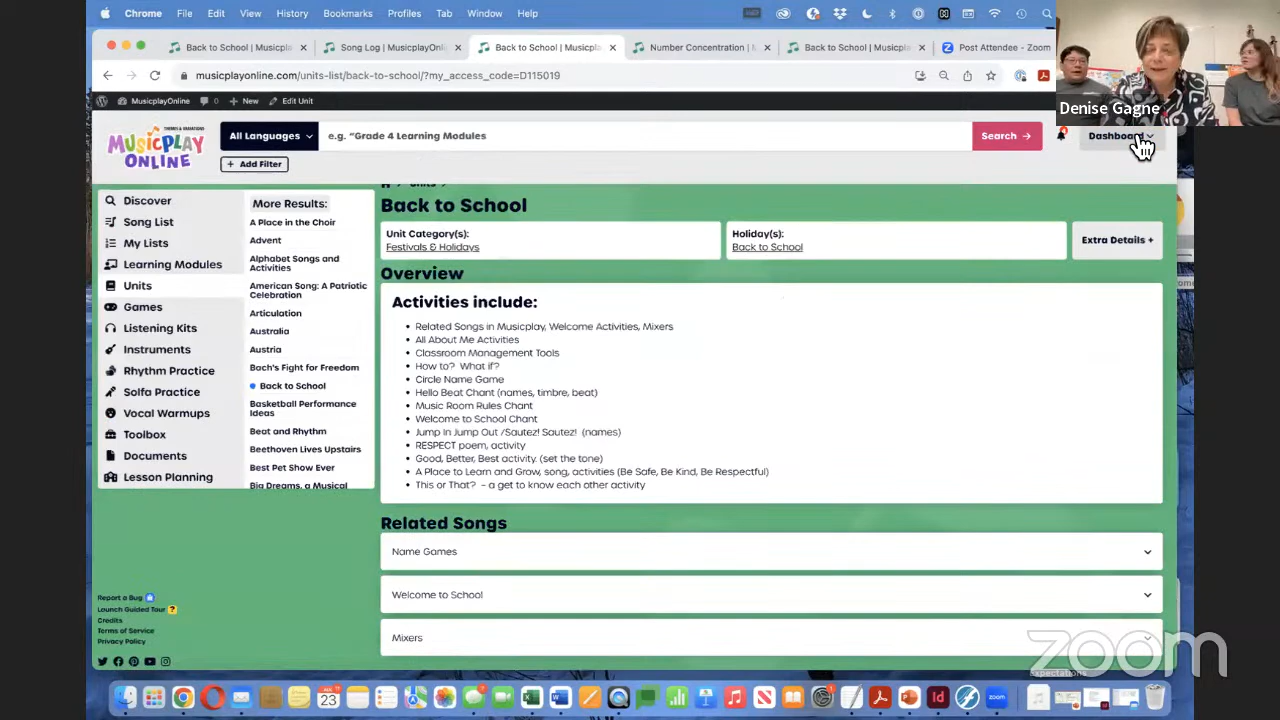 Chrome File Edit View History Bookmarks Profiles Tab Window Help
Back to School | Musicpla
Song Log | MusicplayOnli
Back to School | Musicpla
Number Concentration | M
Back to School | Musicpla
Post Attendee - Zoom
musicplayonline.com/units-list/back-to-school/?my_access_code=D115019
MusicplayOnline 0 + New Edit Unit
Denise Gagne
THEMES & VARIATIONS
MUSICPLAY
ONLINE
All Languages
e.g. "Grade 4 Learning Modules
Search →
Dashboard
+ Add Filter
Discover
Song List
My Lists
Learning Modules
Units
Games
Listening Kits
Instruments
Rhythm Practice
Solfa Practice
Vocal Warmups
Toolbox
Documents
Lesson Planning
More Results:
A Place in the Choir
Advent
Alphabet Songs and
Activities
American Song: A Patriotic
Celebration
Articulation
Australia
Austria
Bach's Fight for Freedom
Back to School
Basketball Performance
Ideas
Beat and Rhythm
Beethoven Lives Upstairs
Best Pet Show Ever
Big Dreams, a Musical
Units
Back to School
Unit Category(s):
Festivals & Holidays
Holiday(s):
Back to School
Extra Details +
Overview
Activities include:
• Related Songs in Musicplay, Welcome Activities, Mixers
• All About Me Activities
• Classroom Management Tools
• How to? What if?
• Circle Name Game
• Hello Beat Chant (names, timbre, beat)
• Music Room Rules Chant
• Welcome to School Chant
• Jump In Jump Out /Sautez! Sautez! (names)
• RESPECT poem, activity
• Good, Better, Best activity. (set the tone)
• A Place to Learn and Grow, song, activities (Be Safe, Be Kind, Be Respectful)
• This or That? - a get to know each other activity
Related Songs
Name Games
Welcome to School
Mixers
Report a Bug
Launch Guided Tour ?
Credits
Terms of Service
Privacy Policy
zoom
expectations
23
zoom